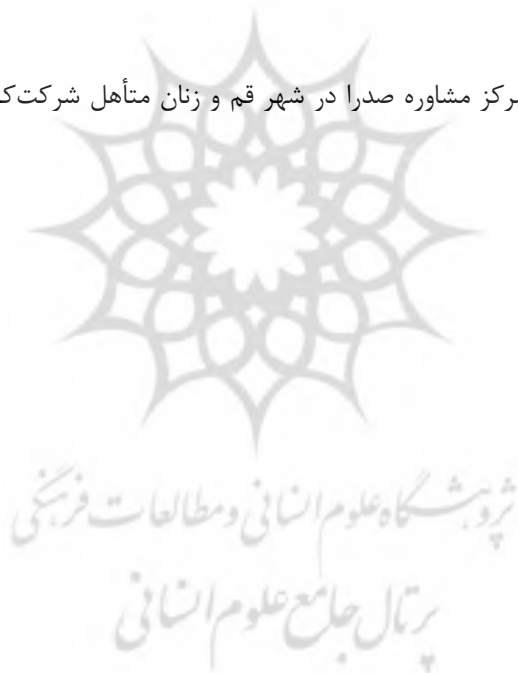 رکز مشاوره صدرا در شهر قم و زنان متأهل شرکت‌ک
پژوهشگاه علوم انسانی و مطالعات فرهنگی
پرتال جامع علوم انسانی